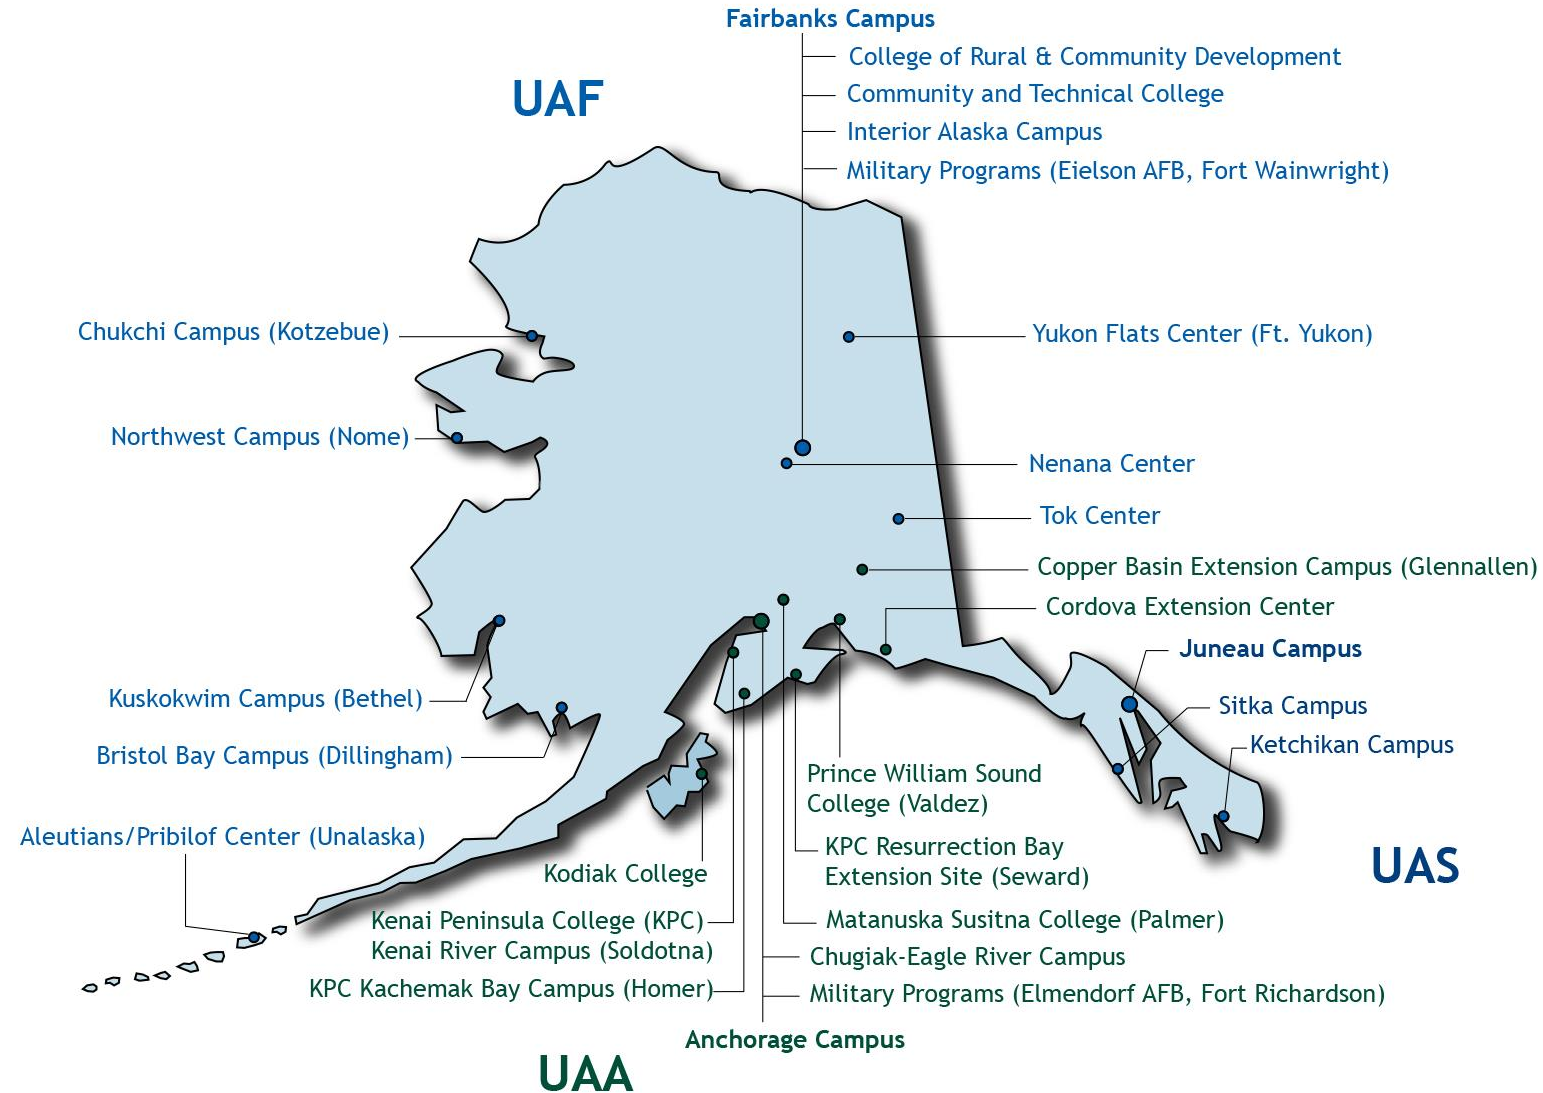 Fairbanks Campus
College of Rural & Community Development
UAF
Community and Technical College
Interior Alaska Campus
Military Programs (Eielson AFB, Fort Wainwright)
Chukchi Campus (Kotzebue)
Yukon Flats Center (Ft. Yukon)
Northwest Campus (Nome)
Nenana Center
Tok Center
Copper Basin Extension Campus (Glennallen)
Cordova Extension Center
Juneau Campus
Kuskokwim Campus (Bethel)
Sitka Campus
Ketchikan Campus
Bristol Bay Campus (Dillingham)
Prince William Sound
College (Valdez)
Aleutians/Pribilof Center (Unalaska)
KPC Resurrection Bay
Extension Site (Seward)
UAS
Kodiak College
Kenai Peninsula College (KPC)
Kenai River Campus (Soldotna)
Matanuska Susitna College (Palmer)
Chugiak-Eagle River Campus
KPC Kachemak Bay Campus (Homer)
Military Programs (Elmendorf AFB, Fort Richardson)
Anchorage Campus
UAA